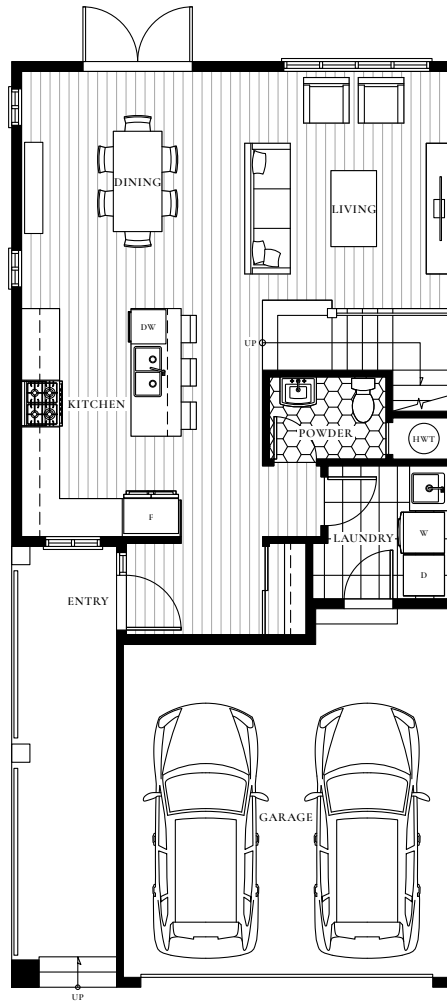 DINING
LIVING
DW
UP
KITCHEN
POWDER
HWT
F
W
LAUNDRY
D
ENTRY
GARAGE
UP